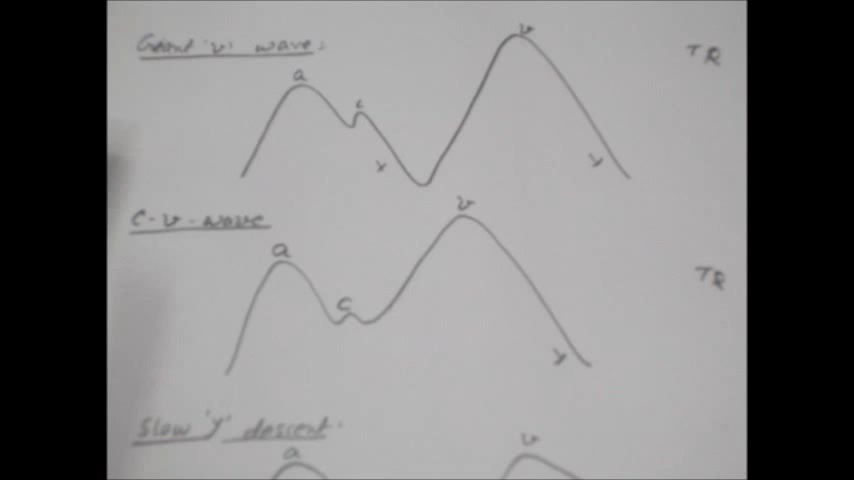 Giant 'v' wave:
TR
v
a
c
x
y
C-v-wave
v
a
TR
c
y
Slow 'y' descent.
v
a